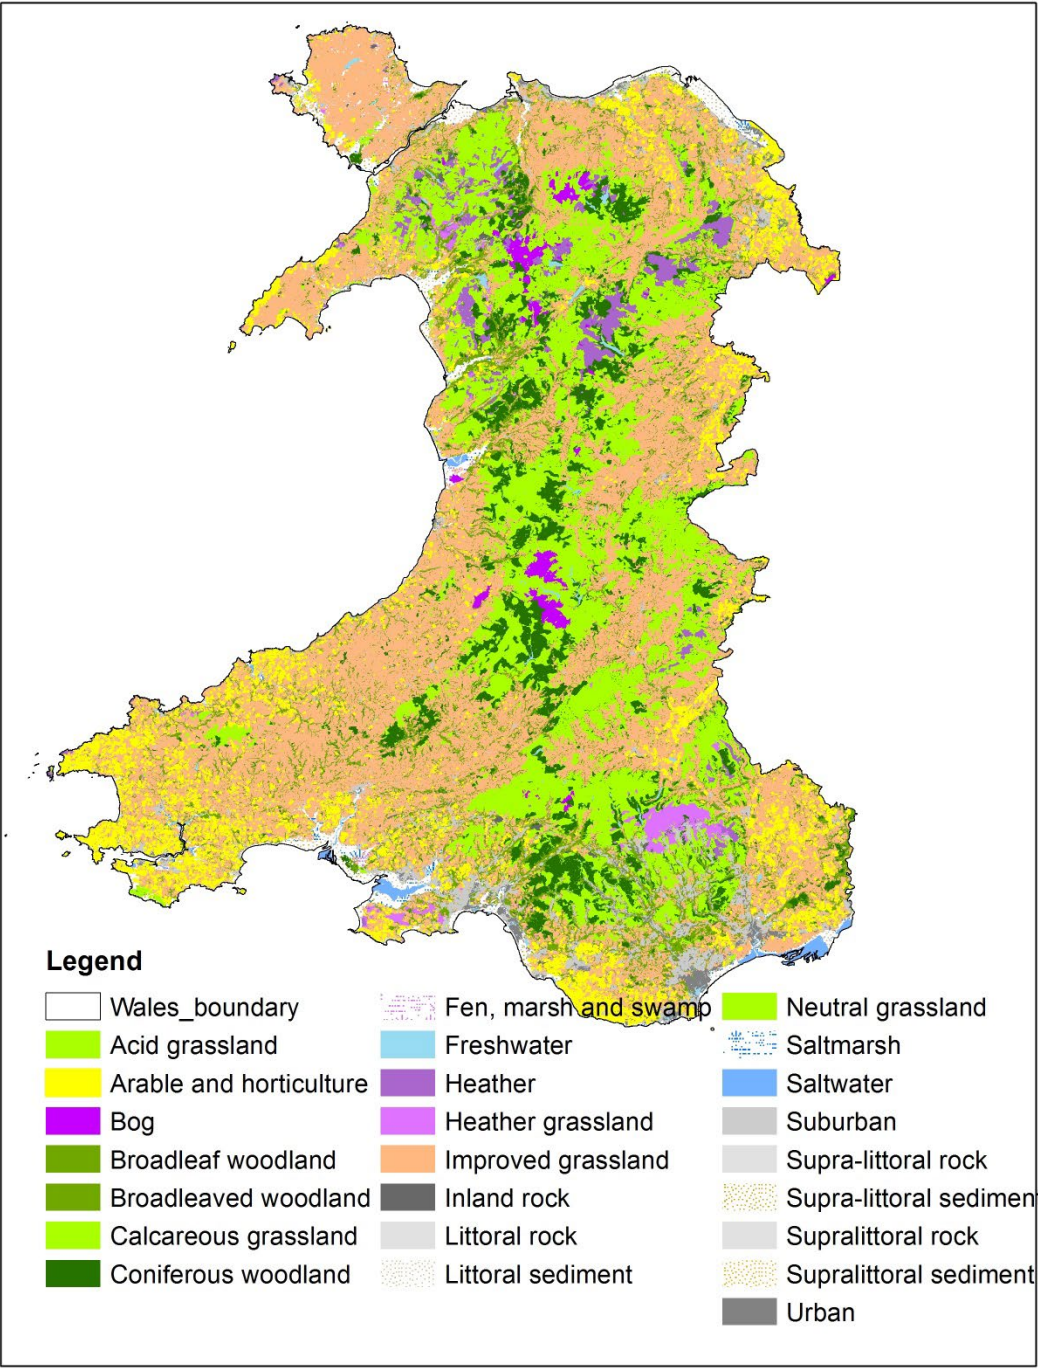 Legend
Wales_boundary
Acid grassland
Arable and horticulture
Bog
Broadleaf woodland
Broadleaved woodland
Calcareous grassland
Coniferous woodland
Fen, marsh and swamp
Freshwater
Heather
Heather grassland
Improved grassland
Inland rock
Littoral rock
Littoral sediment
Neutral grassland
Saltmarsh
Saltwater
Suburban
Supra-littoral rock
Supra-littoral sedimen
Supralittoral rock
Supralittoral sediment
Urban